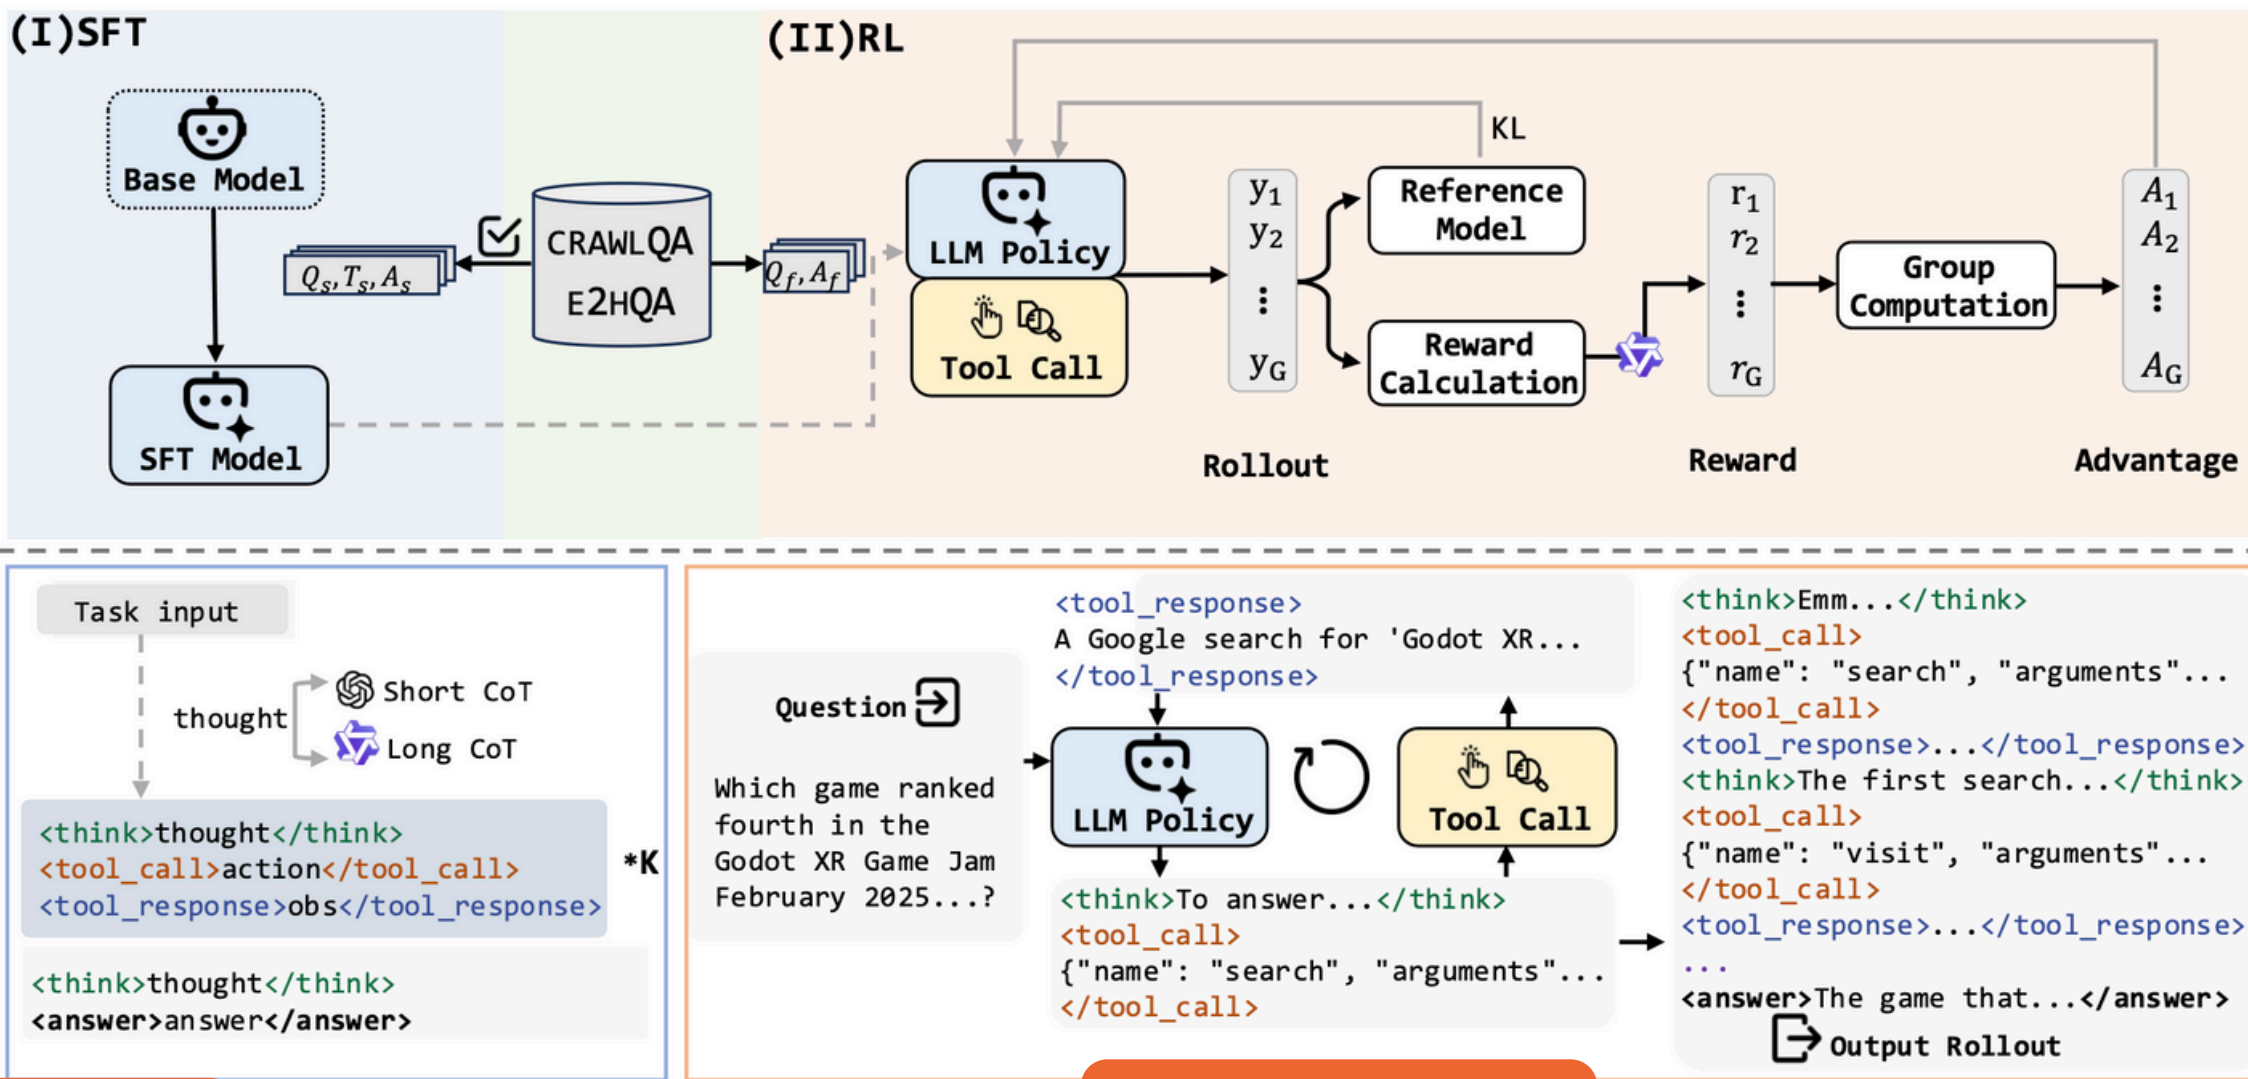 (I)SFT
Base Model
SFT Model
Qs,Ts,As
CRAWLQA
E2HQA
Qf,Af
(II)RL
LLM Policy
Tool Call
y1
y2
⋮
yG
Rollout
KL
Reference
Model
Reward
Calculation
r1
r2
⋮
rG
Reward
Group
Computation
A1
A2
⋮
AG
Advantage
Task input
thought
Short CoT
Long CoT
<think>thought</think>
<tool_call>action</tool_call>
<tool_response>obs</tool_response>
*K
<think>thought</think>
<answer>answer</answer>
Question
Which game ranked
fourth in the
Godot XR Game Jam
February 2025...?
<tool_response>
A Google search for 'Godot XR...
</tool_response>
LLM Policy
Tool Call
<think>To answer...</think>
<tool_call>
{"name": "search", "arguments"...
</tool_call>
<think>Emm...</think>
<tool_call>
{"name": "search", "arguments"...
</tool_call>
<tool_response>...</tool_response>
<think>The first search...</think>
<tool_call>
{"name": "visit", "arguments"...
</tool_call>
<tool_response>...</tool_response>
...
<answer>The game that...</answer>
Output Rollout